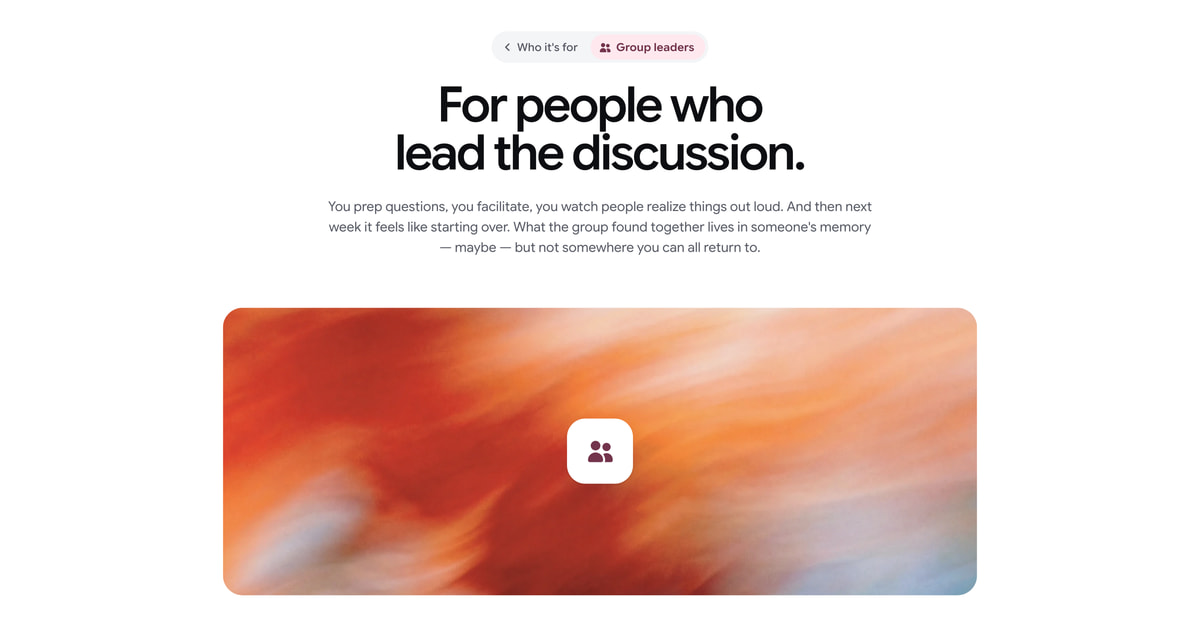 Who it's for
Group leaders
For people who
lead the discussion.
You prep questions, you facilitate, you watch people realize things out loud. And then next
week it feels like starting over. What the group found together lives in someone's memory
— maybe — but not somewhere you can all return to.